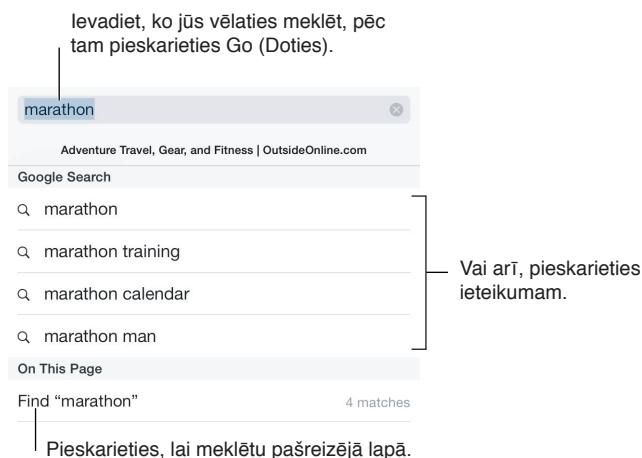 Ievadiet, ko jūs vēlaties meklēt, pēc
tam pieskarieties Go (Doties).
marathon
Adventure Travel, Gear, and Fitness | OutsideOnline.com
Google Search
marathon
marathon training
marathon calendar
marathon man
Vai arī, pieskarieties
ieteikumam.
On This Page
Find “marathon”
4 matches
Pieskarieties, lai meklētu pašreizējā lapā.